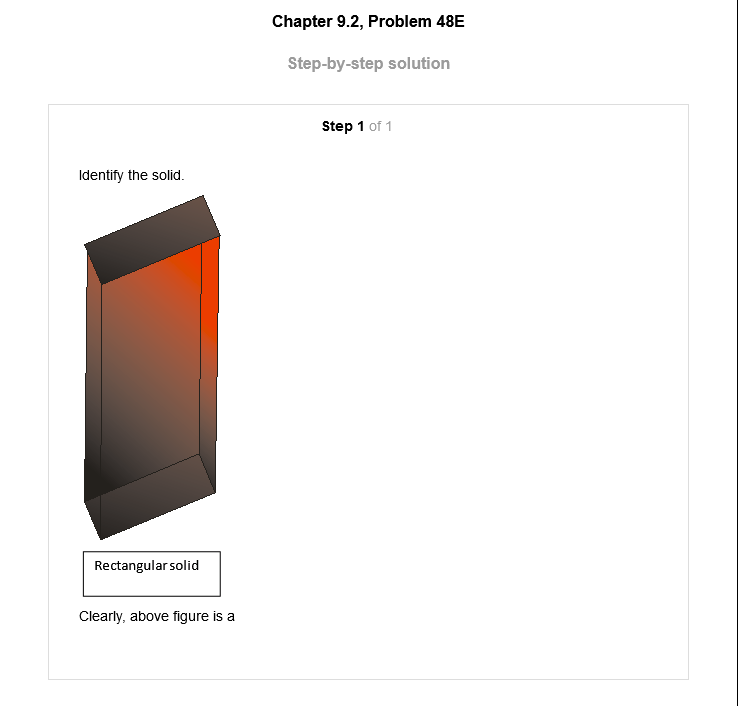 Chapter 9.2, Problem 48E
Step-by-step solution
Step 1 of 1
Identify the solid.
Rectangular solid
Clearly, above figure is a